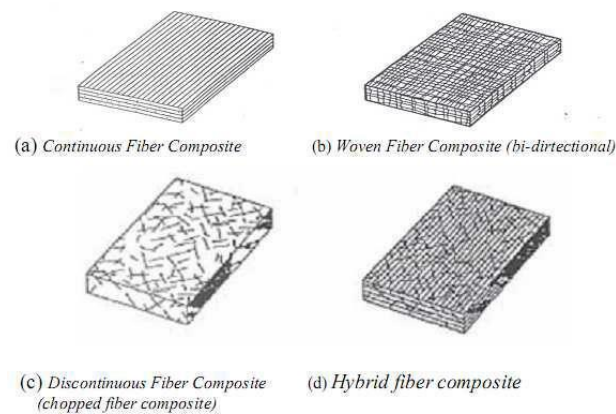 (a) Continuous Fiber Composite
(b) Woven Fiber Composite (bi-dirtectional)
(c) Discontinuous Fiber Composite
(chopped fiber composite)
(d) Hybrid fiber composite